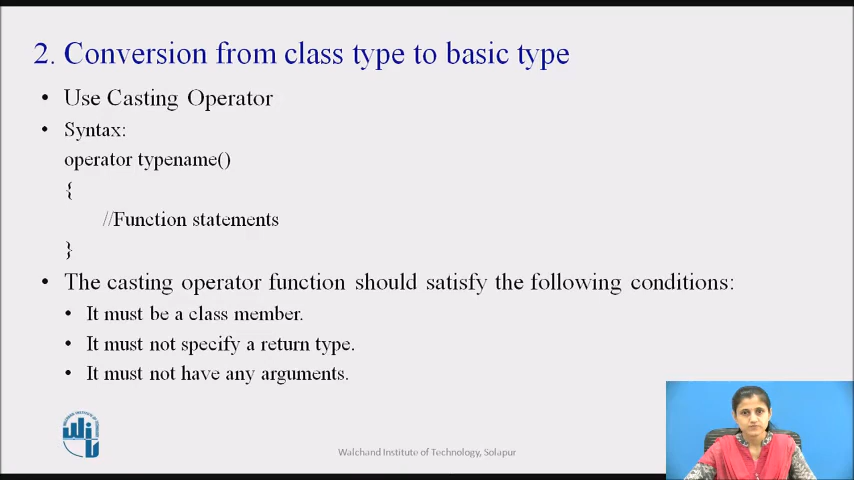 2. Conversion from class type to basic type
• Use Casting Operator
• Syntax:
operator typename()
{
//Function statements
}
• The casting operator function should satisfy the following conditions:
• It must be a class member.
• It must not specify a return type.
• It must not have any arguments.
Walchand Institute of Technology, Solapur